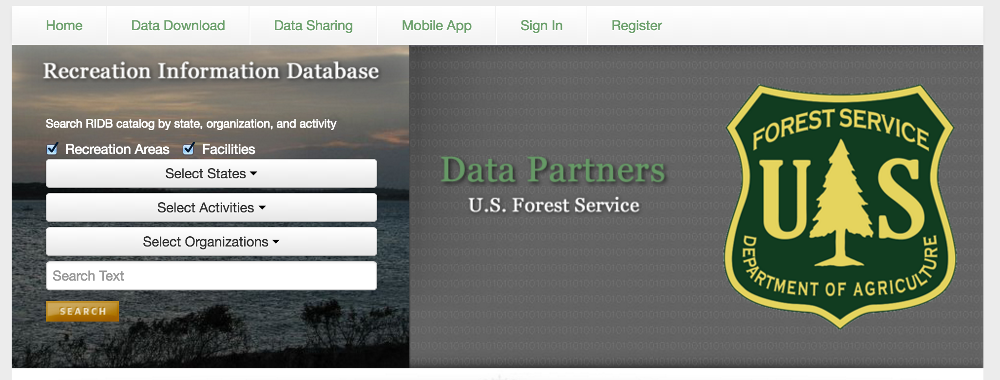 Home
Data Download
Data Sharing
Mobile App
Sign In
Register
Recreation Information Database
Search RIDB catalog by state, organization, and activity
Recreation Areas
Facilities
Select States
Select Activities
Select Organizations
Search Text
SEARCH
Data Partners
U.S. Forest Service
FOREST SERVICE
U S
DEPARTMENT OF AGRICULTURE